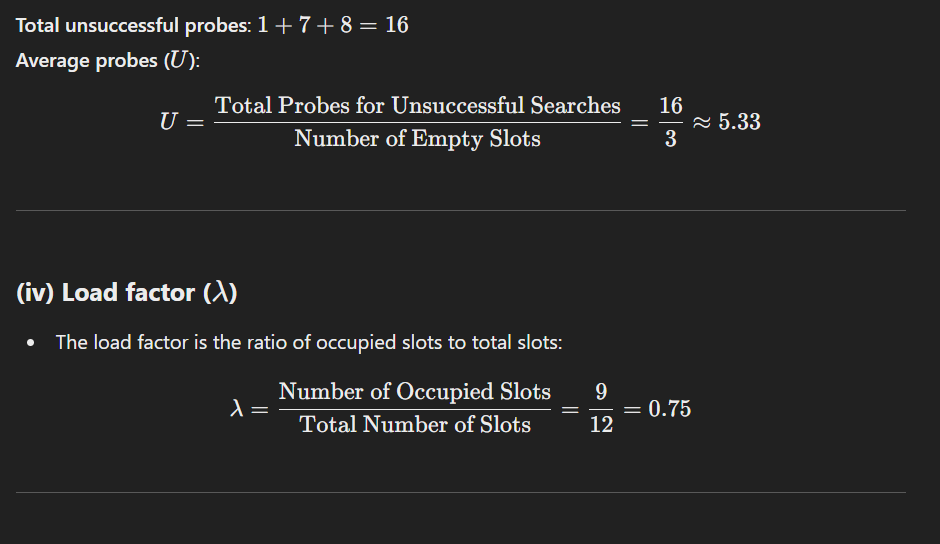 Total unsuccessful probes: 1 + 7 + 8 = 16
Average probes (U):
U = Total Probes for Unsuccessful Searches / Number of Empty Slots = 16/3 ≈ 5.33
(iv) Load factor (λ)
• The load factor is the ratio of occupied slots to total slots:
λ = Number of Occupied Slots / Total Number of Slots = 9/12 = 0.75